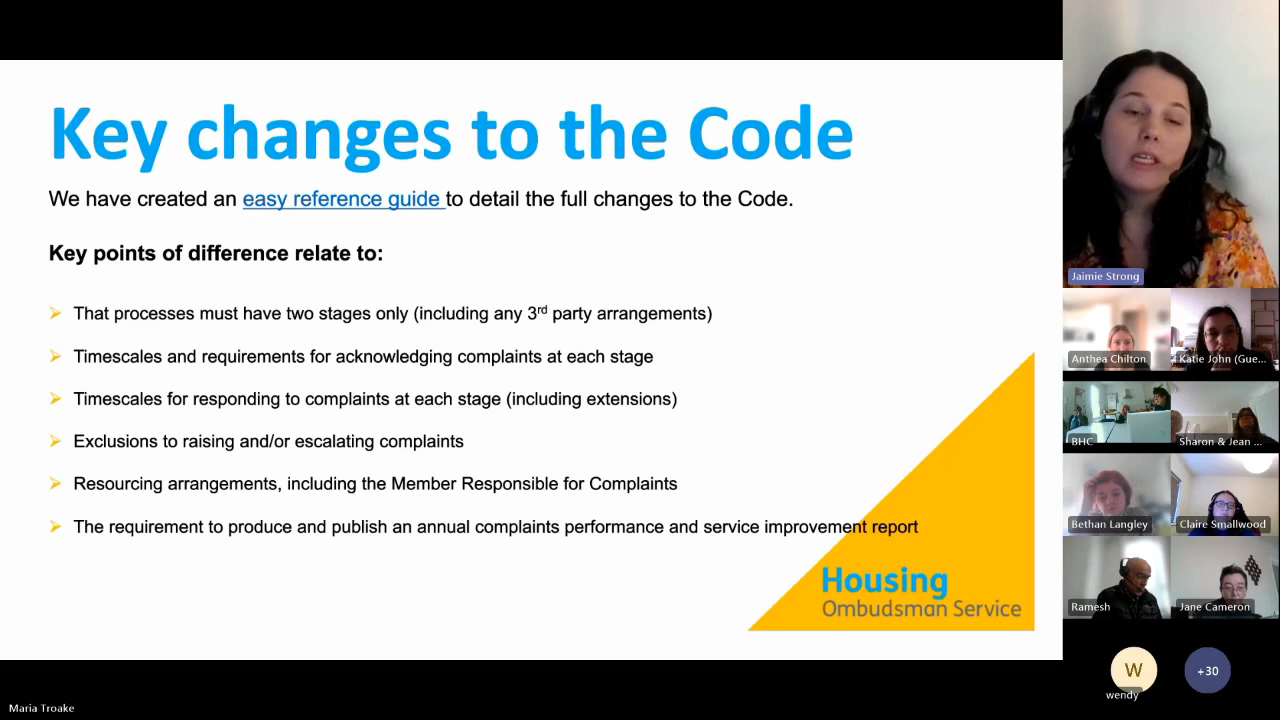 Key changes to the Code
We have created an easy reference guide to detail the full changes to the Code.
Key points of difference relate to:
That processes must have two stages only (including any 3rd party arrangements)
Timescales and requirements for acknowledging complaints at each stage
Timescales for responding to complaints at each stage (including extensions)
Exclusions to raising and/or escalating complaints
Resourcing arrangements, including the Member Responsible for Complaints
The requirement to produce and publish an annual complaints performance and service improvement report
Housing
Ombudsman Service
Maria Troake
Jaimie Strong
Anthea Chilton
Katie John (Gue...
BHC
Sharon & Jean ...
Bethan Langley
Claire Smallwood
Ramesh
Jane Cameron
W
wendy
+30